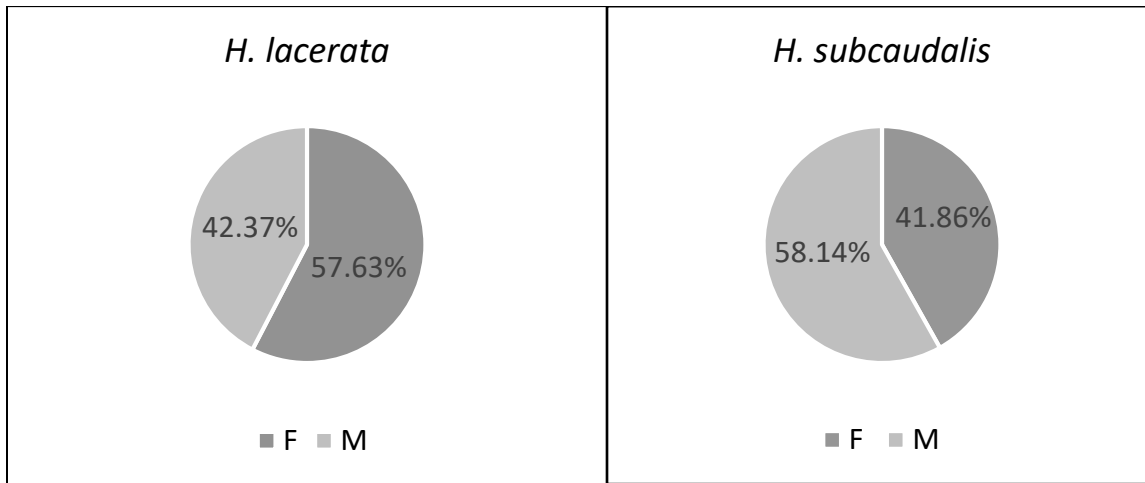 H. lacerata
42.37%
57.63%
F M
H. subcaudalis
41.86%
58.14%
F M